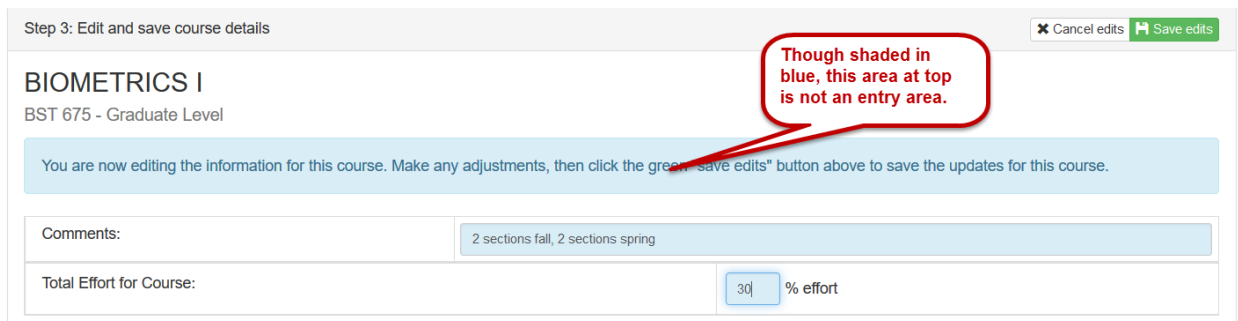 Step 3: Edit and save course details
✖ Cancel edits Save edits
Though shaded in
blue, this area at top
is not an entry area.
BIOMETRICS I
BST 675 - Graduate Level
You are now editing the information for this course. Make any adjustments, then click the green "save edits" button above to save the updates for this course.
Comments:
2 sections fall, 2 sections spring
Total Effort for Course:
30 % effort